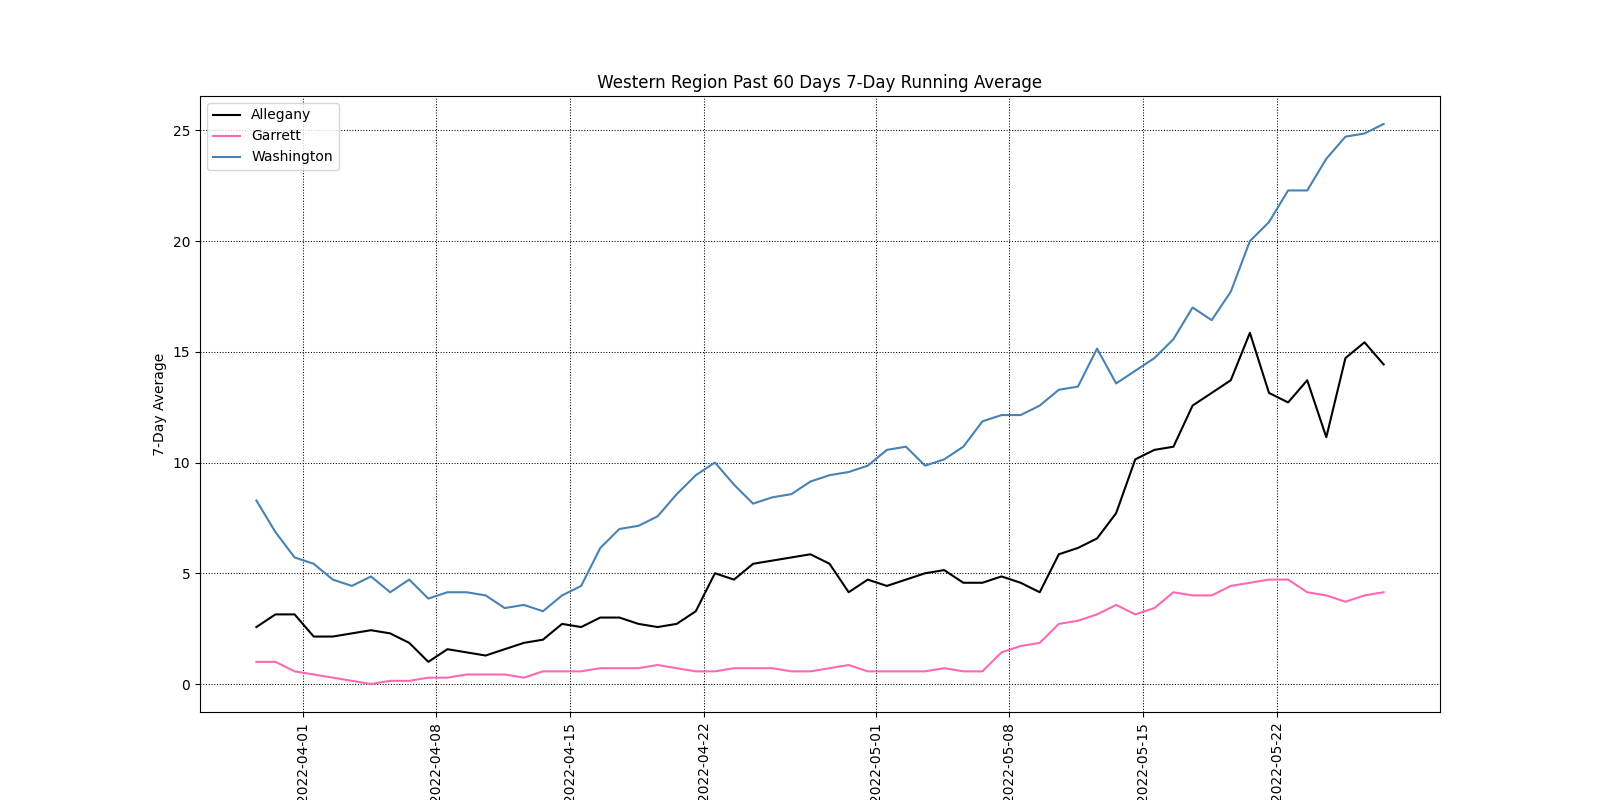 Western Region Past 60 Days 7-Day Running Average
Allegany
Garrett
Washington
7-Day Average
25
20
15
10
5
0
2022-04-01
2022-04-08
2022-04-15
2022-04-22
2022-05-01
2022-05-08
2022-05-15
2022-05-22